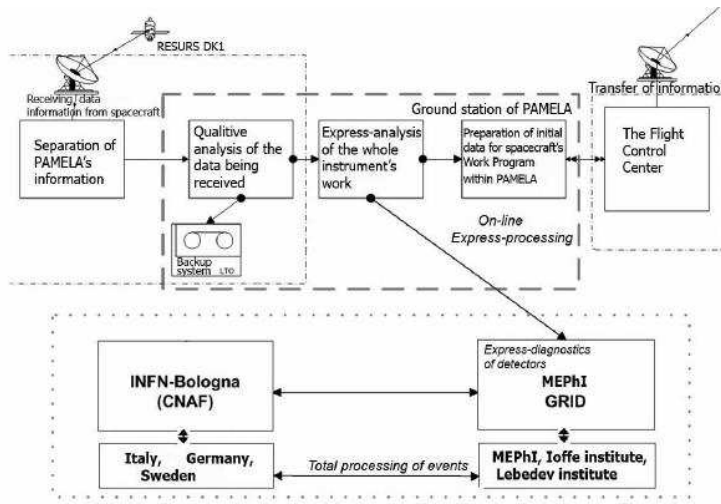 RESURS DK1
Receiving data
information from spacecraft
Separation of
PAMELA's
information
Qualitive
analysis of the
data being
received
Backup
system LTO
Express-analysis
of the whole
instrument's
work
Ground station of PAMELA
Preparation of initial
data for spacecraft's
Work Program
within PAMELA
Transfer of information
The Flight
Control
Center
On-line
Express-processing
INFN-Bologna
(CNAF)
Express-diagnostics
of detectors
MEPhI
GRID
Italy, Germany,
Sweden
Total processing of events
MEPhI, Ioffe institute,
Lebedev institute